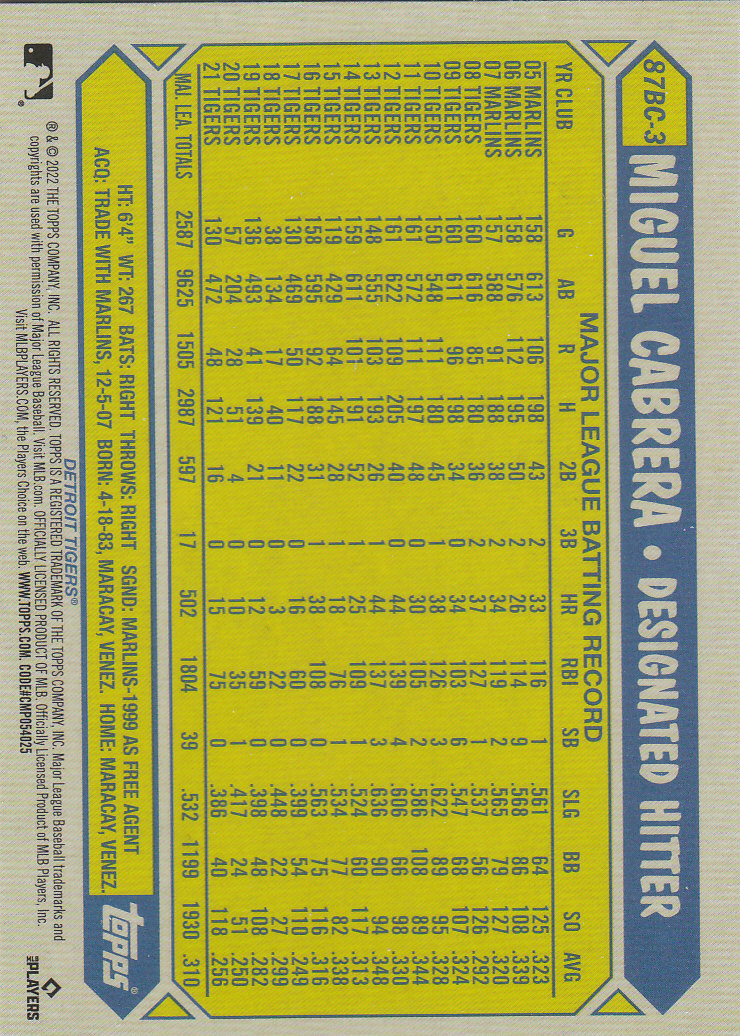 87BC-3 MIGUEL CABRERA • DESIGNATED HITTER
MAJOR LEAGUE BATTING RECORD
YR CLUB G AB R H 2B 3B HR RBI SB SLG BB SO AVG
05 MARLINS 158 613 106 198 43 2 33 116 1 .561 64 125 .323
06 MARLINS 158 576 112 195 50 2 26 114 9 .568 86 108 .339
07 MARLINS 157 588 91 188 38 2 34 119 2 .565 79 127 .320
08 TIGERS 160 616 85 180 36 2 37 127 1 .537 56 126 .292
09 TIGERS 160 611 96 198 34 0 34 103 6 .547 68 107 .324
10 TIGERS 150 548 111 180 45 1 38 126 3 .622 89 95 .328
11 TIGERS 161 572 111 197 48 0 30 105 2 .586 108 89 .344
12 TIGERS 161 622 109 205 40 0 44 139 4 .606 66 98 .330
13 TIGERS 148 555 103 193 26 1 44 137 3 .636 90 94 .348
14 TIGERS 159 611 101 191 52 1 25 109 1 .524 60 117 .313
15 TIGERS 119 429 64 145 28 1 18 76 1 .534 77 82 .338
16 TIGERS 158 595 92 188 31 1 38 108 0 .563 75 116 .316
17 TIGERS 130 469 50 117 22 0 16 60 0 .399 54 110 .249
18 TIGERS 38 134 17 40 11 0 3 22 0 .448 22 27 .299
19 TIGERS 136 493 41 139 21 0 12 59 0 .398 48 108 .282
20 TIGERS 57 204 28 51 4 0 10 35 1 .417 24 51 .250
21 TIGERS 130 472 48 121 16 0 15 75 0 .386 40 118 .256
MAJ. LEA. TOTALS 2587 9625 1505 2987 597 17 502 1804 39 .532 1199 1930 .310
HT: 6'4" WT: 267 BATS: RIGHT THROWS: RIGHT SGND: MARLINS-1999 AS FREE AGENT
ACQ: TRADE WITH MARLINS, 12-5-07 BORN: 4-18-83, MARACAY, VENEZ. HOME: MARACAY, VENEZ.
topps®
DETROIT TIGERS®
® & © 2022 THE TOPPS COMPANY, INC. ALL RIGHTS RESERVED. TOPPS IS A REGISTERED TRADEMARK OF THE TOPPS COMPANY, INC. Major League Baseball trademarks and
copyrights are used with permission of Major League Baseball. Visit MLB.com. OFFICIALLY LICENSED PRODUCT OF MLB. Officially Licensed Product of MLB Players, Inc.
Visit MLBPLAYERS.COM, the Players Choice on the web. WWW.TOPPS.COM. CODE#CMP054025
MLB PLAYERS